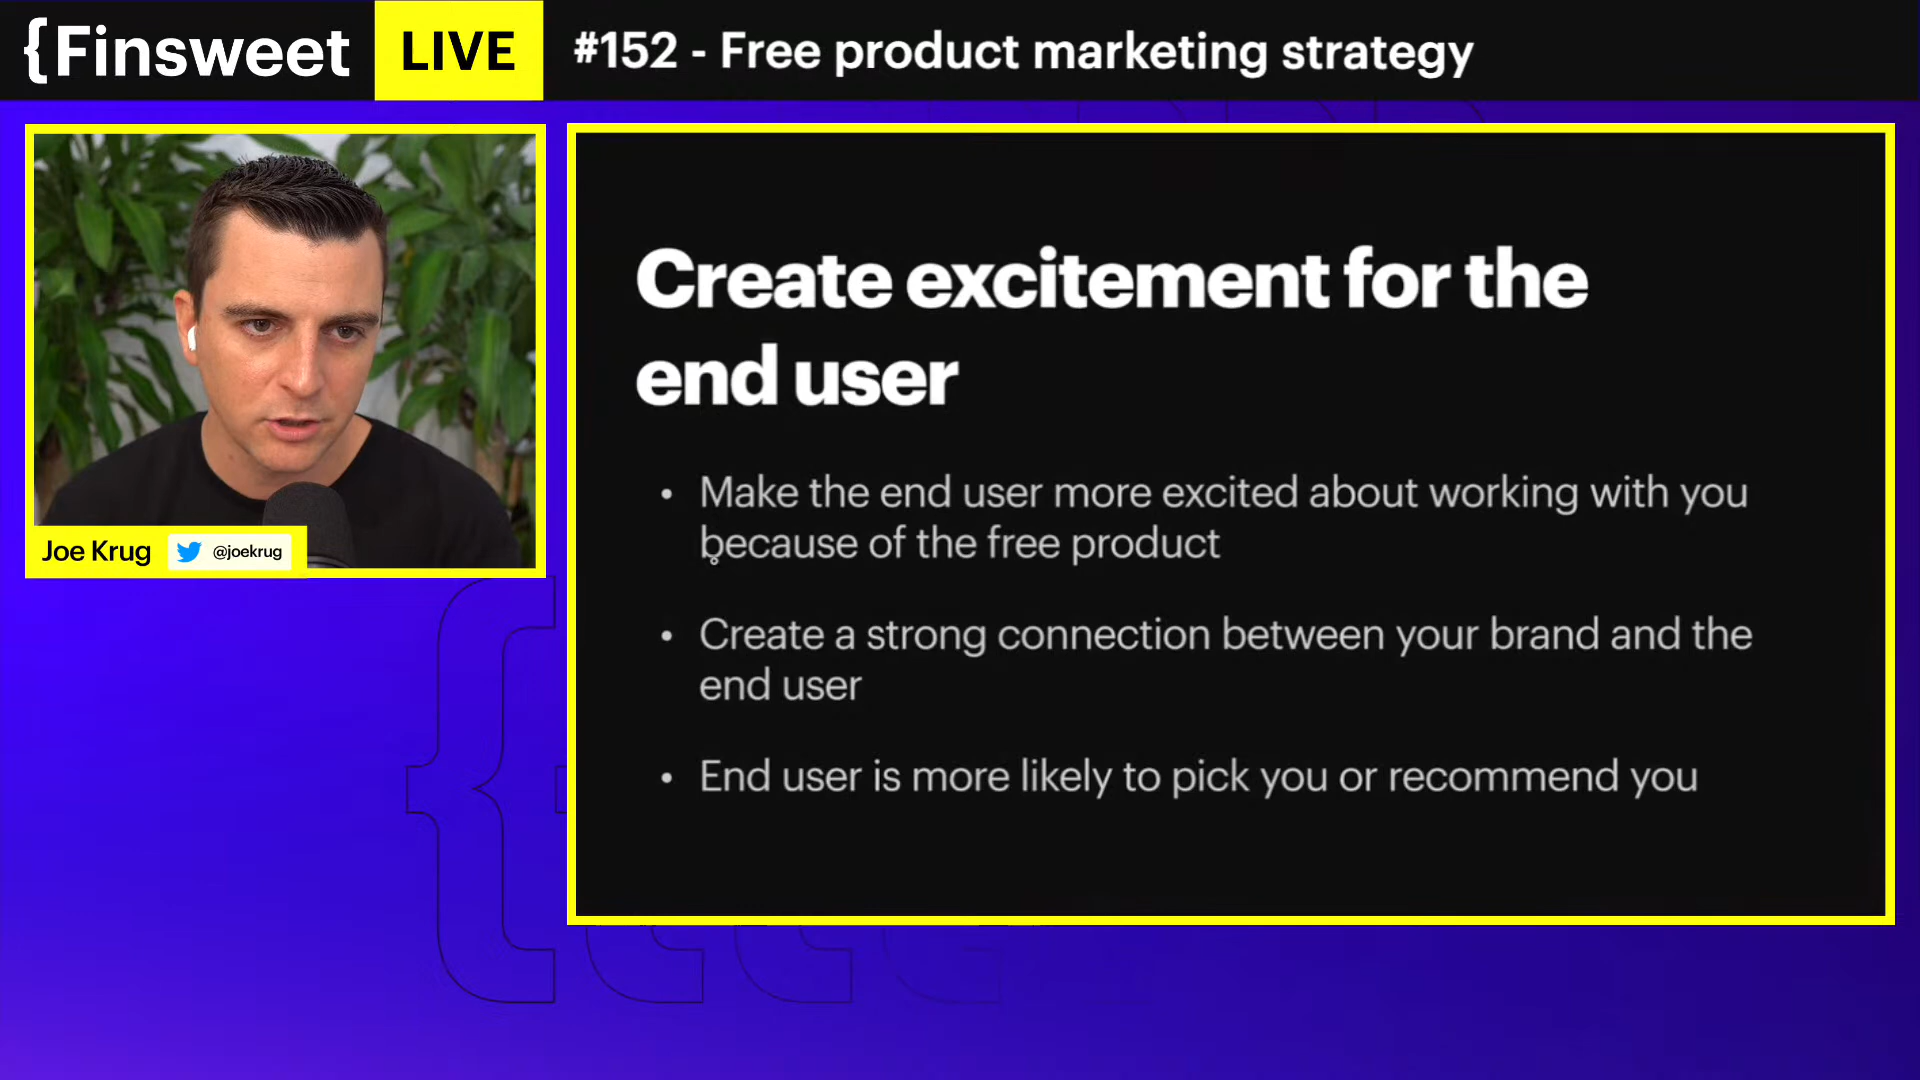 {Finsweet LIVE #152 - Free product marketing strategy
Create excitement for the
end user
• Make the end user more excited about working with you
because of the free product
• Create a strong connection between your brand and the
end user
• End user is more likely to pick you or recommend you
Joe Krug @joekrug